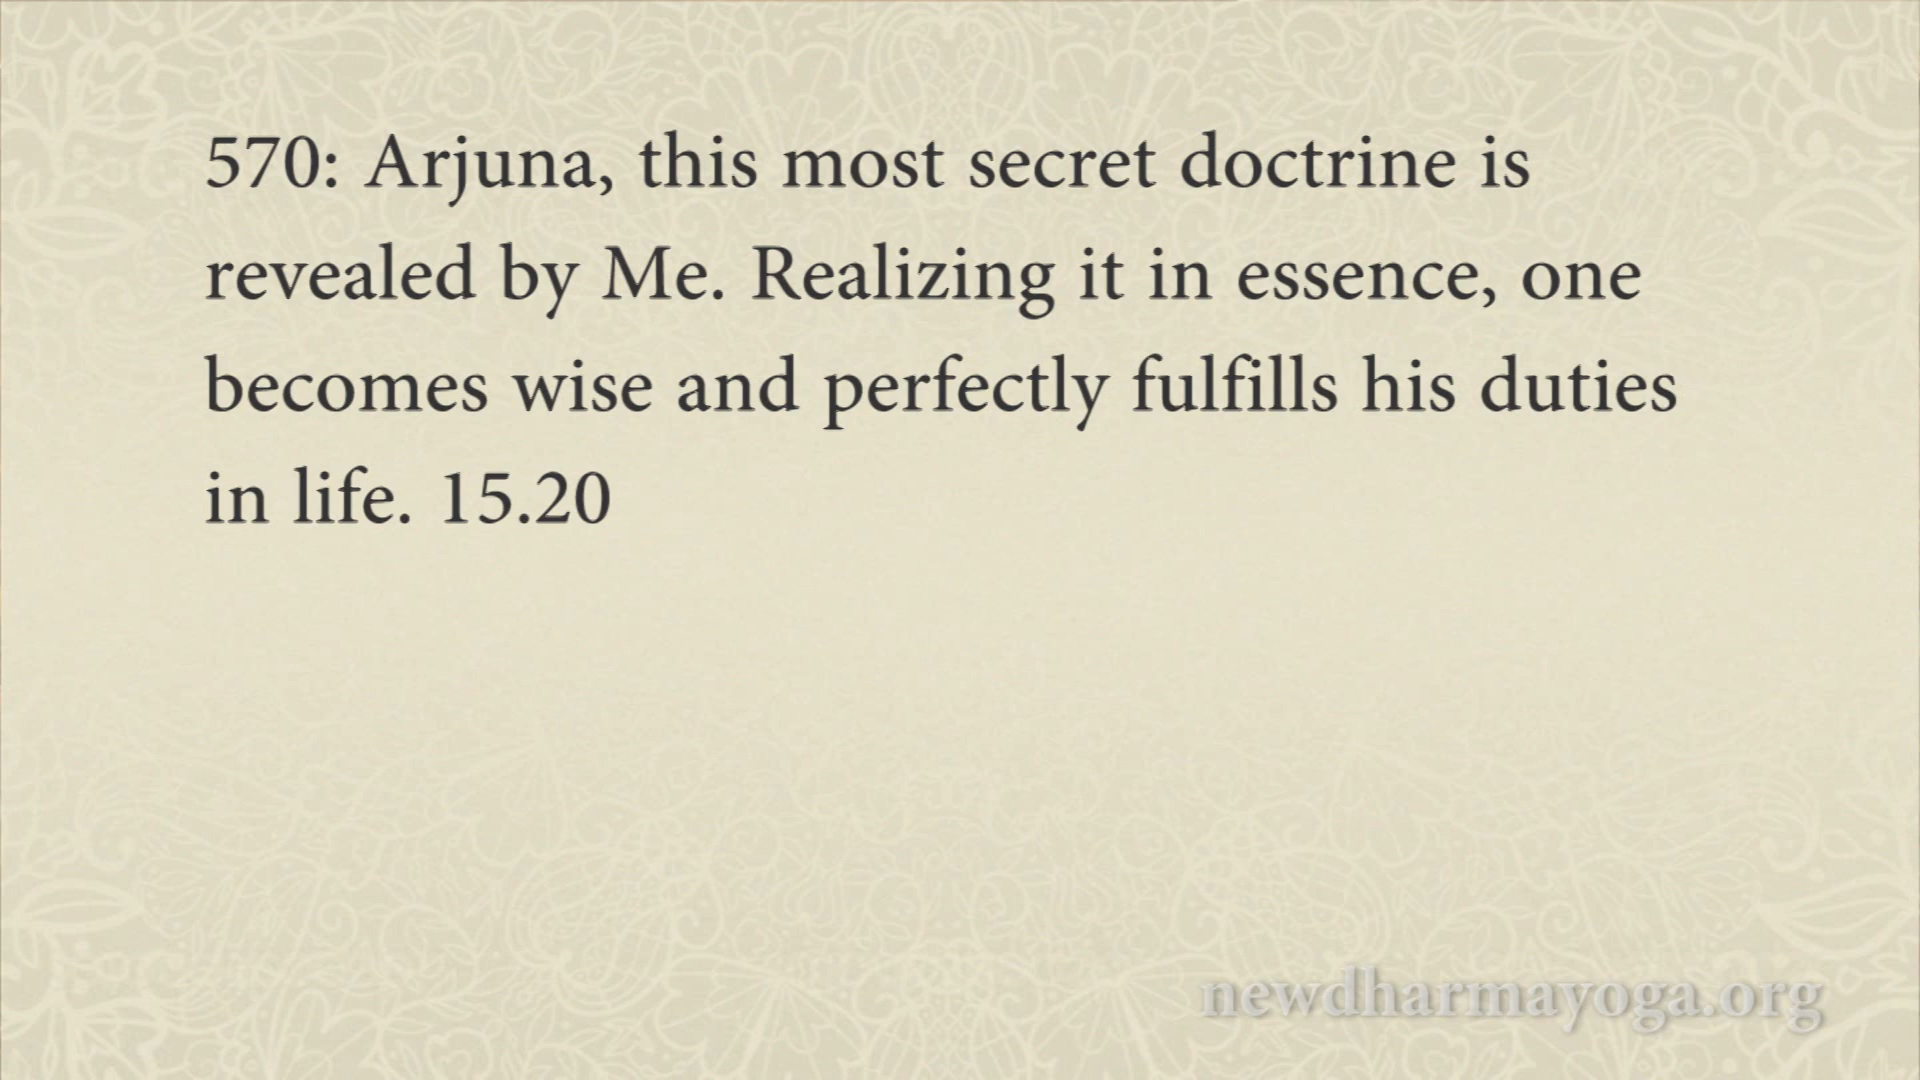 570: Arjuna, this most secret doctrine is
revealed by Me. Realizing it in essence, one
becomes wise and perfectly fulfills his duties
in life. 15.20
newdharmayoga.org